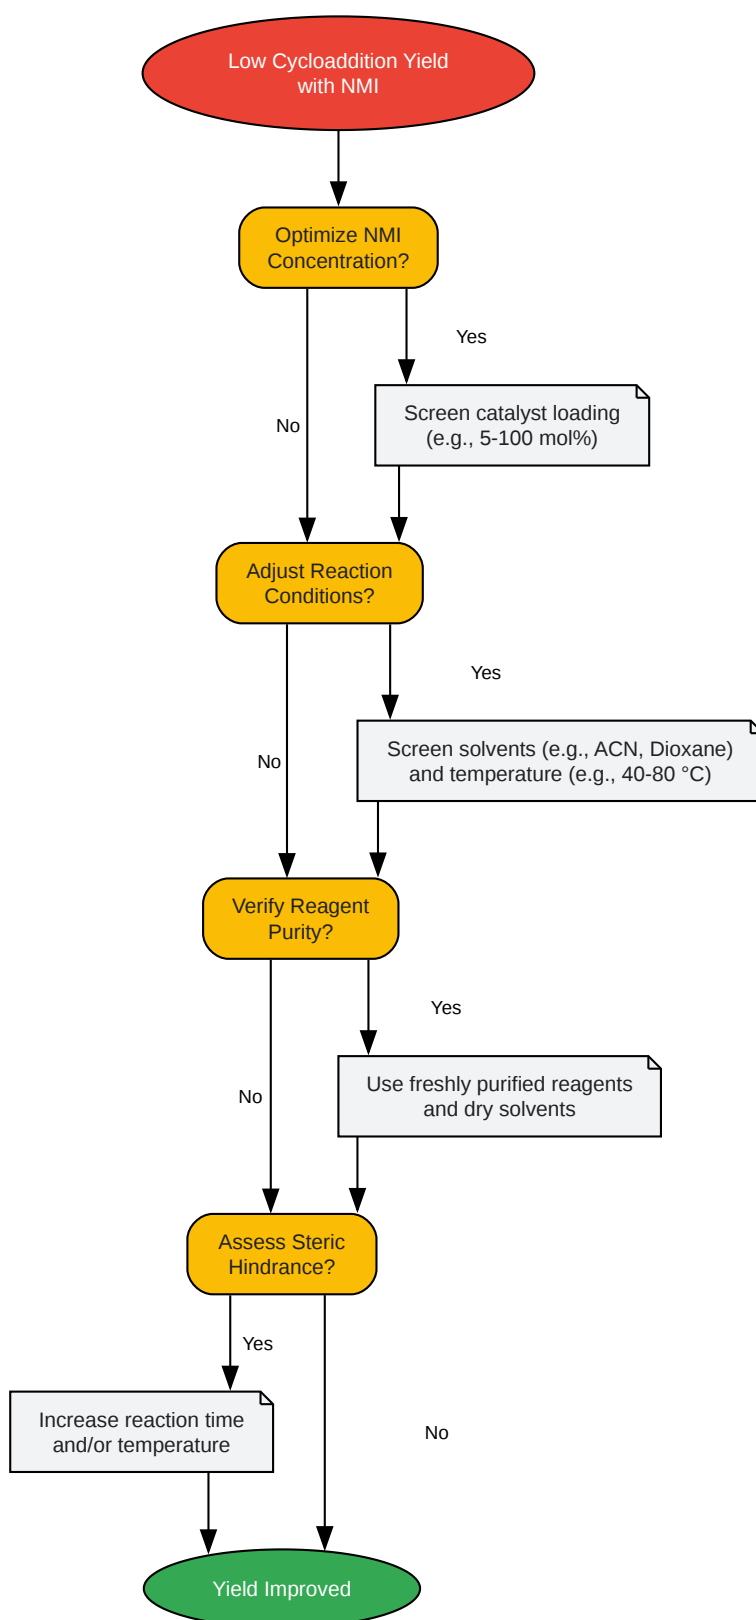 Low Cycloaddition Yield
with NMI
Optimize NMI
Concentration?
Yes
Screen catalyst loading
(e.g., 5-100 mol%)
No
Adjust Reaction
Conditions?
Yes
Screen solvents (e.g., ACN, Dioxane)
and temperature (e.g., 40-80 °C)
No
Verify Reagent
Purity?
Yes
Use freshly purified reagents
and dry solvents
No
Assess Steric
Hindrance?
Yes
Increase reaction time
and/or temperature
No
Yield Improved